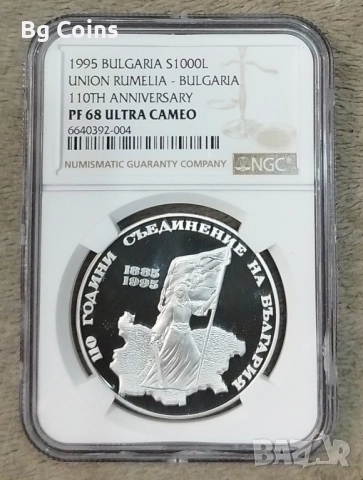 Bg Coins
1995 BULGARIA S1000L
UNION RUMELIA - BULGARIA
110TH ANNIVERSARY
PF 68 ULTRA CAMEO
6640392-004
NUMISMATIC GUARANTY COMPANY
NGC
110 ГОДИНИ СЪЕДИНЕНИЕ НА БЪЛГАРИЯ
1885
1995
BAZAR